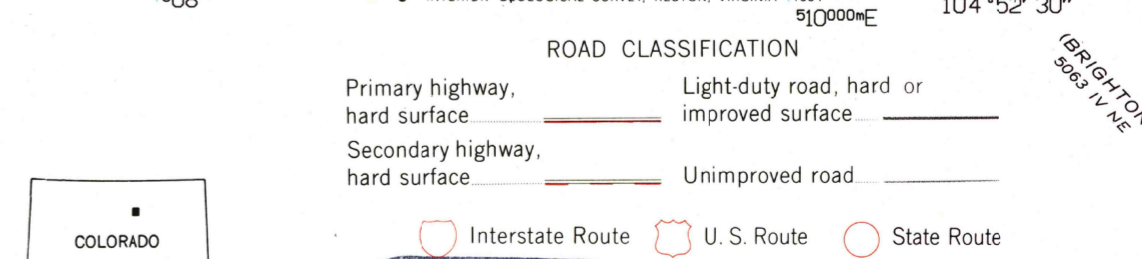 510000mE
104°52'30"
(BRIGHTON
5063 IV NE
ROAD CLASSIFICATION
Primary highway,
hard surface
Light-duty road, hard or
improved surface
Secondary highway,
hard surface
Unimproved road
Interstate Route
U. S. Route
State Route
COLORADO